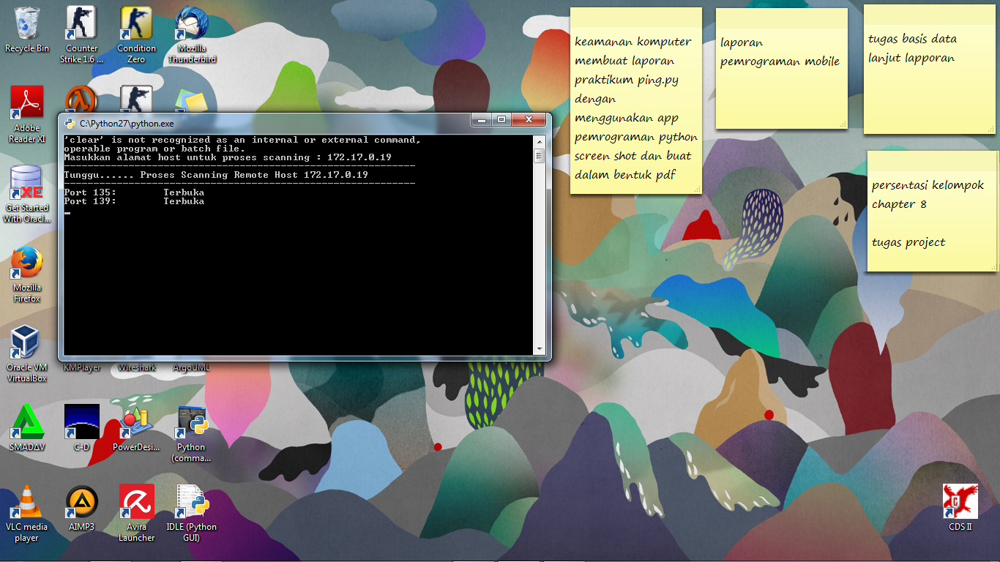 Recycle Bin
Counter
Strike 1.6 ...
Condition
Zero
Mozilla
Thunderbird
Adobe
Reader XI
XE
Get Started
With Oracl...
Mozilla
Firefox
Oracle VM
VirtualBox
KMPlayer
Wireshark
ArgoUML
SMADΔV
C-D
PowerDesi...
Python
(comma...
VLC media
player
AIMP3
Avira
Launcher
IDLE (Python
GUI)
CDS II
C:\Python27\python.exe
'clear' is not recognized as an internal or external command,
operable program or batch file.
Masukkan alamat host untuk proses scanning : 172.17.0.19
------------------------------------------------------------
Tunggu...... Proses Scanning Remote Host 172.17.0.19
------------------------------------------------------------
Port 135:        Terbuka
Port 139:        Terbuka
keamanan komputer
membuat laporan
praktikum ping.py
dengan
menggunakan app
pemrograman python
screen shot dan buat
dalam bentuk pdf
laporan
pemrograman mobile
tugas basis data
lanjut lapporan
persentasi kelompok
chapter 8
tugas project